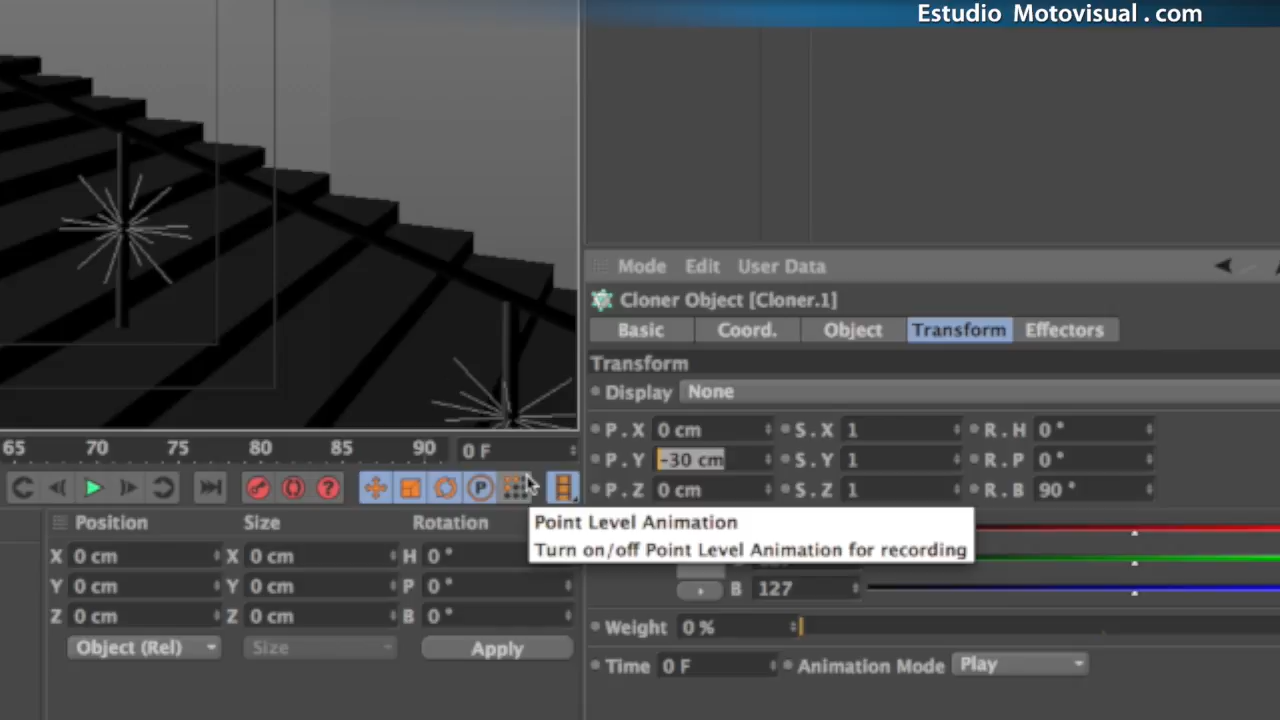 Estudio Motovisual . com
Mode Edit User Data
Cloner Object [Cloner.1]
Basic Coord. Object Transform Effectors
Transform
Display None
P . X 0 cm S . X 1 R . H 0 °
P . Y -30 cm S . Y 1 R . P 0 °
P . Z 0 cm S . Z 1 R . B 90 °
65 70 75 80 85 90 0 F
P
Position Size Rotation
X 0 cm X 0 cm H 0 °
Y 0 cm Y 0 cm P 0 °
Z 0 cm Z 0 cm B 0 °
Object (Rel) Size Apply
Point Level Animation
Turn on/off Point Level Animation for recording
B 127
Weight 0 %
Time 0 F Animation Mode Play